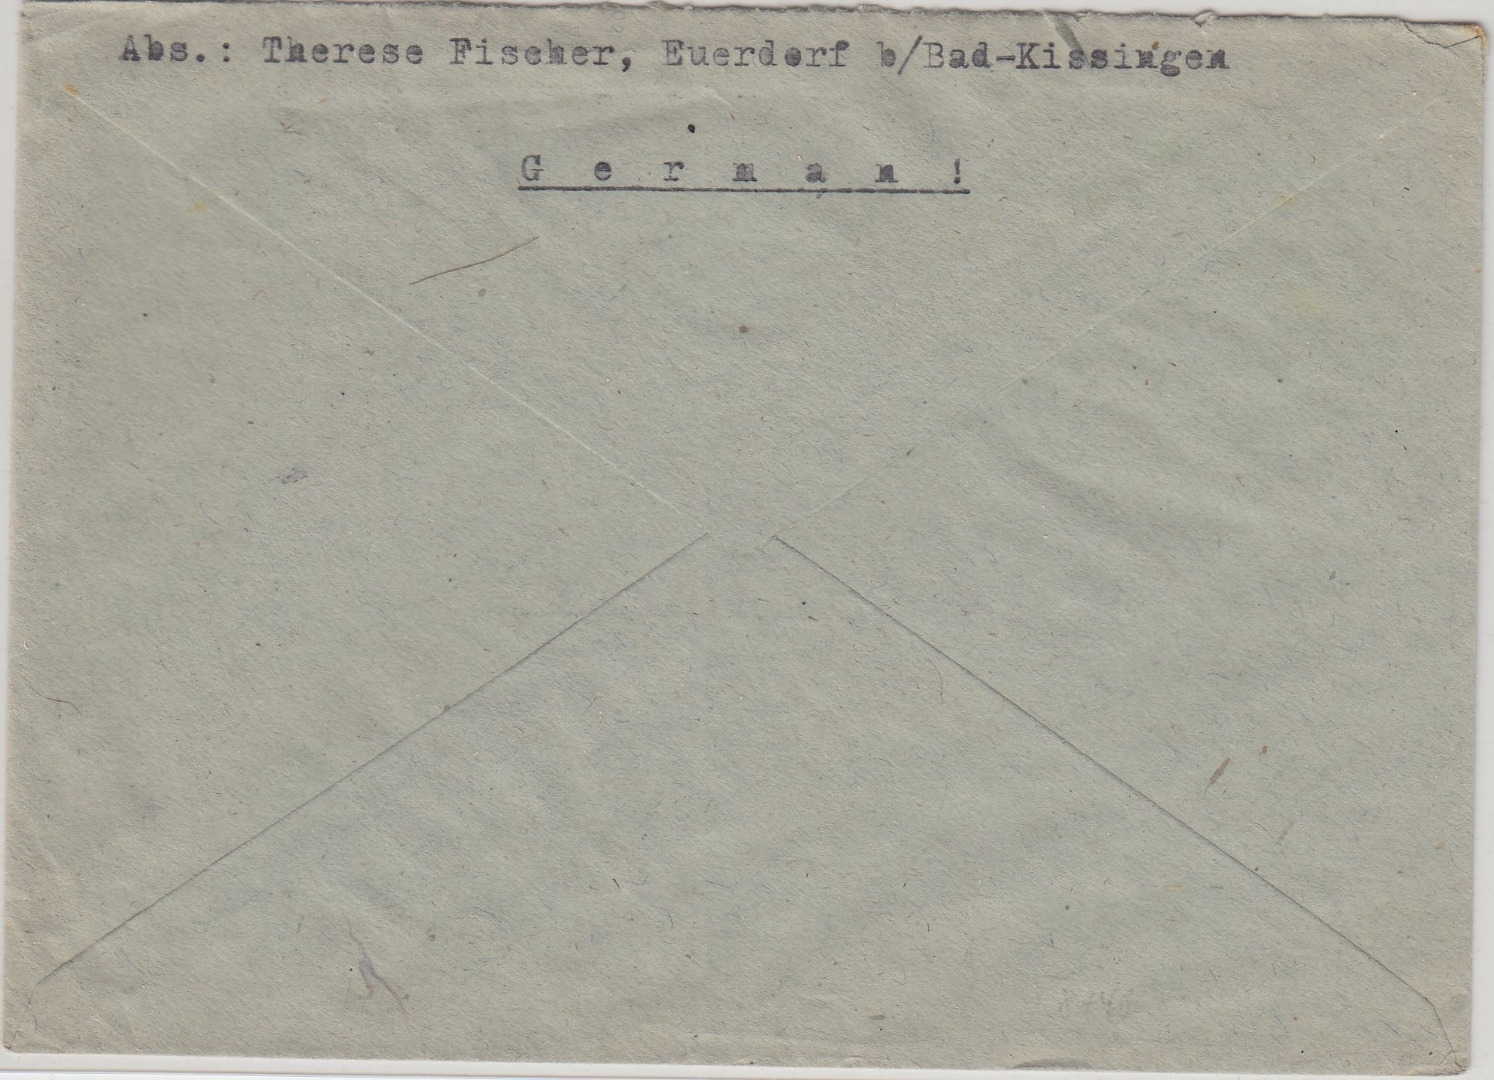 Abs.: Therese Fischer, Euerdorf b/Bad-Kissingen
G e r m a n !